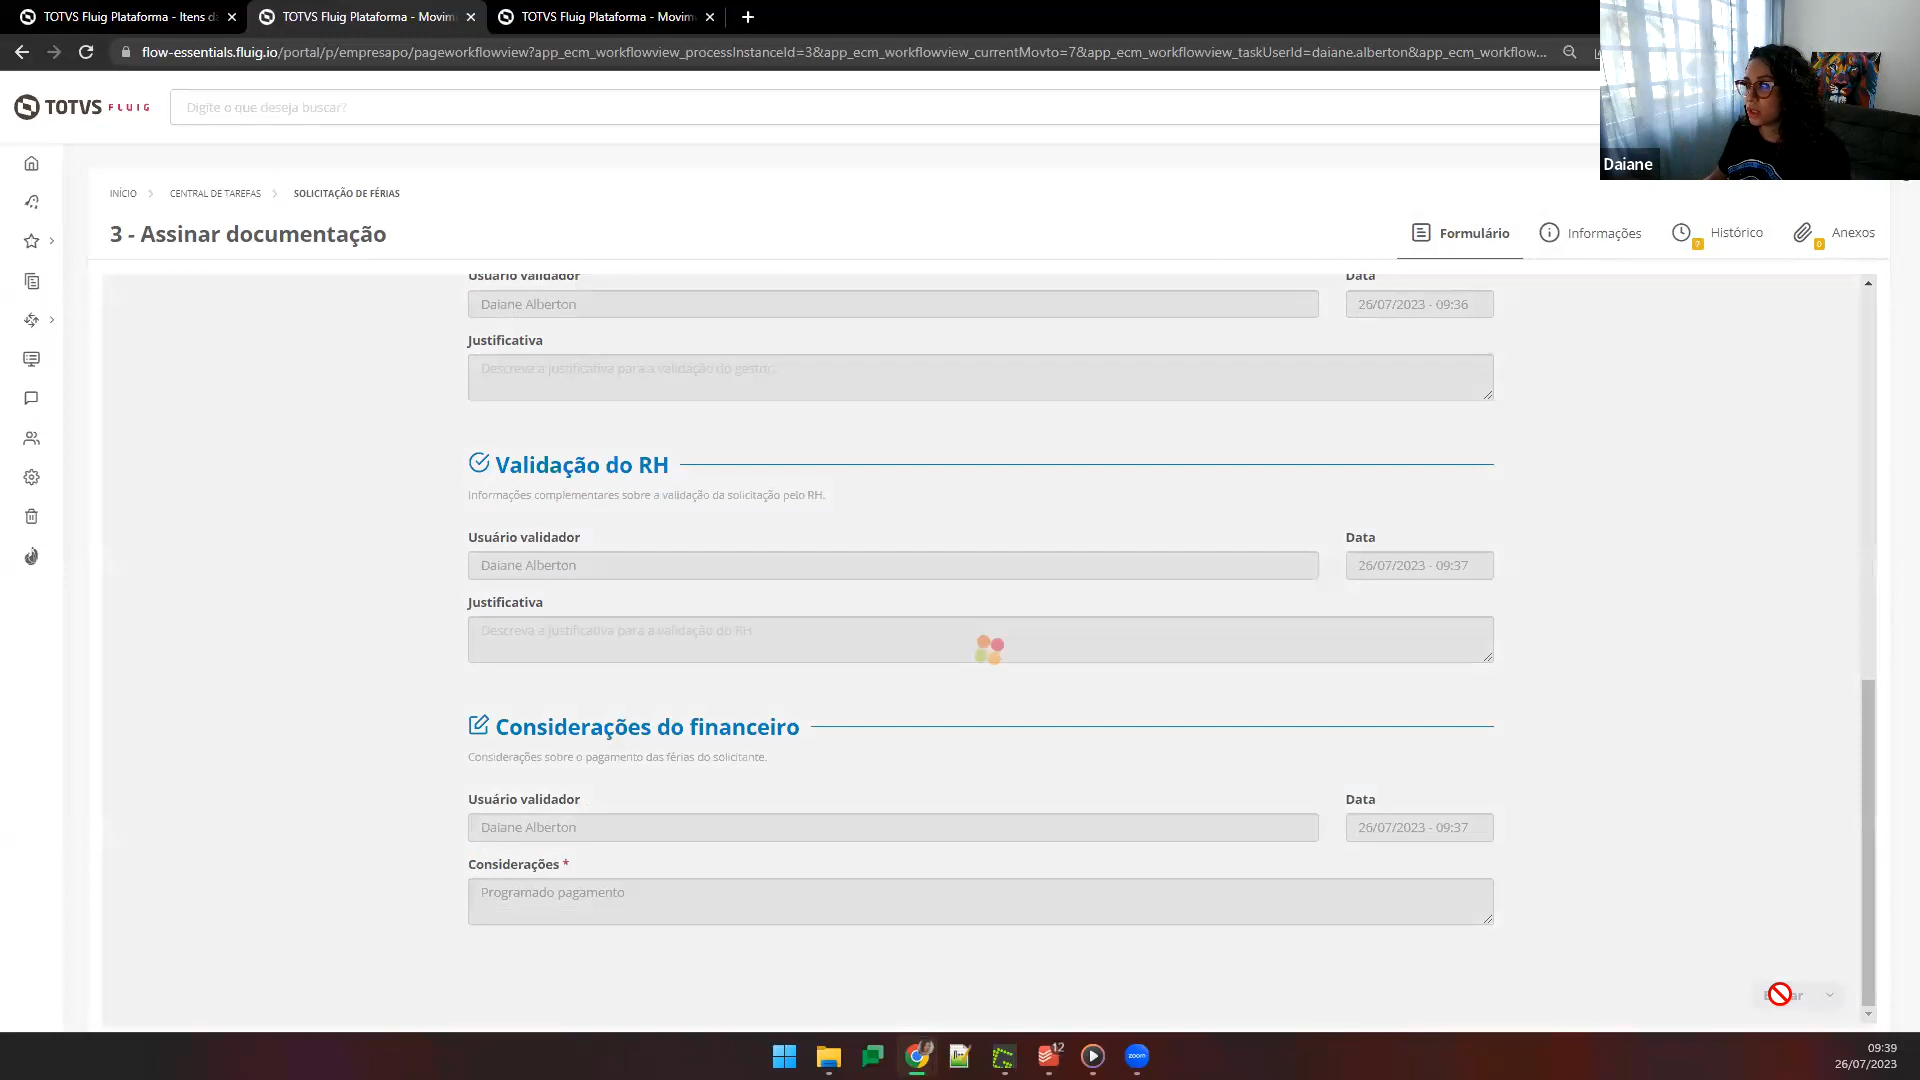 TOTVS Fluig Plataforma - Itens d
TOTVS Fluig Plataforma - Movim
TOTVS Fluig Plataforma - Movim
flow-essentials.fluig.io/portal/p/empresapo/pageworkflowview?app_ecm_workflowview_processInstanceId=3&app_ecm_workflowview_currentMovto=7&app_ecm_workflowview_taskUserId=daiane.alberton&app_ecm_workflow...
TOTVS FLUIG
Digite o que deseja buscar?
Daiane
INÍCIO
CENTRAL DE TAREFAS
SOLICITAÇÃO DE FÉRIAS
3 - Assinar documentação
Formulário
Informações
Histórico
Anexos
Usuário validador
Data
Daiane Alberton
26/07/2023 - 09:36
Justificativa
Descreva a justificativa para a validação do gestor.
Validação do RH
Informações complementares sobre a validação da solicitação pelo RH.
Usuário validador
Data
Daiane Alberton
26/07/2023 - 09:37
Justificativa
Descreva a justificativa para a validação do RH
Considerações do financeiro
Considerações sobre o pagamento das férias do solicitante.
Usuário validador
Data
Daiane Alberton
26/07/2023 - 09:37
Considerações *
Programado pagamento
12
zoom
09:39
26/07/2023